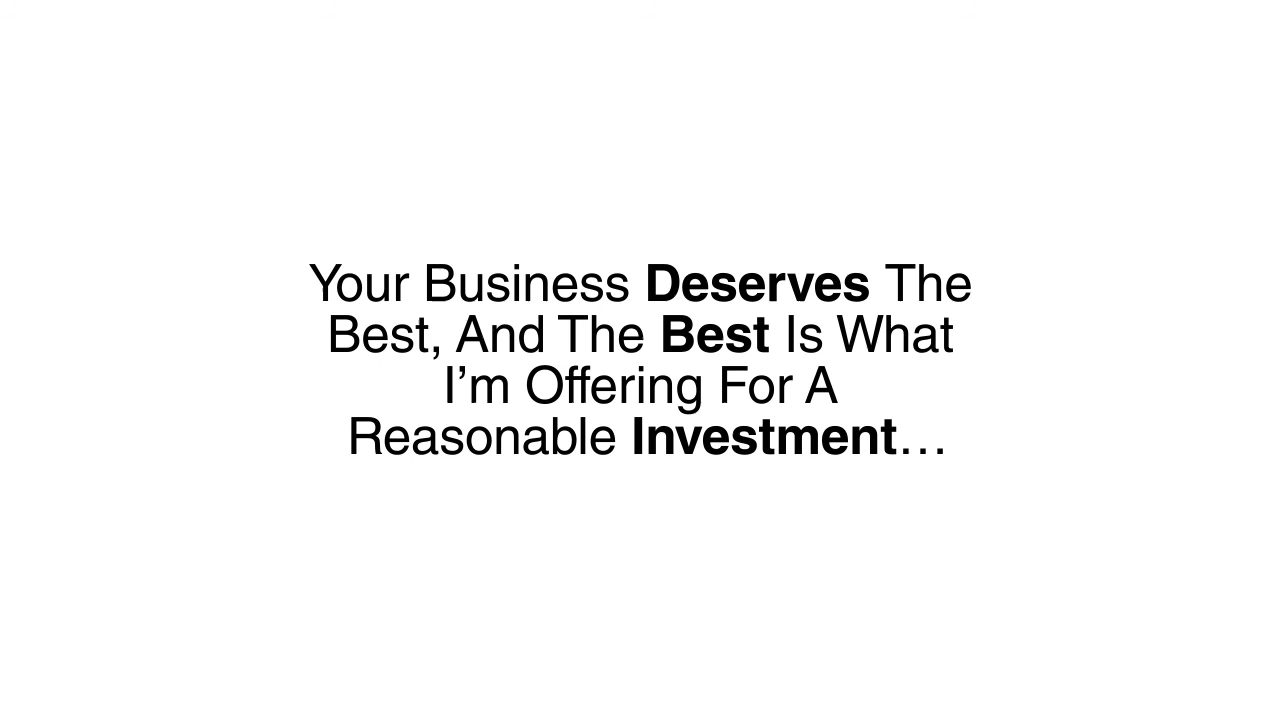 Your Business Deserves The
Best, And The Best Is What
I’m Offering For A
Reasonable Investment…